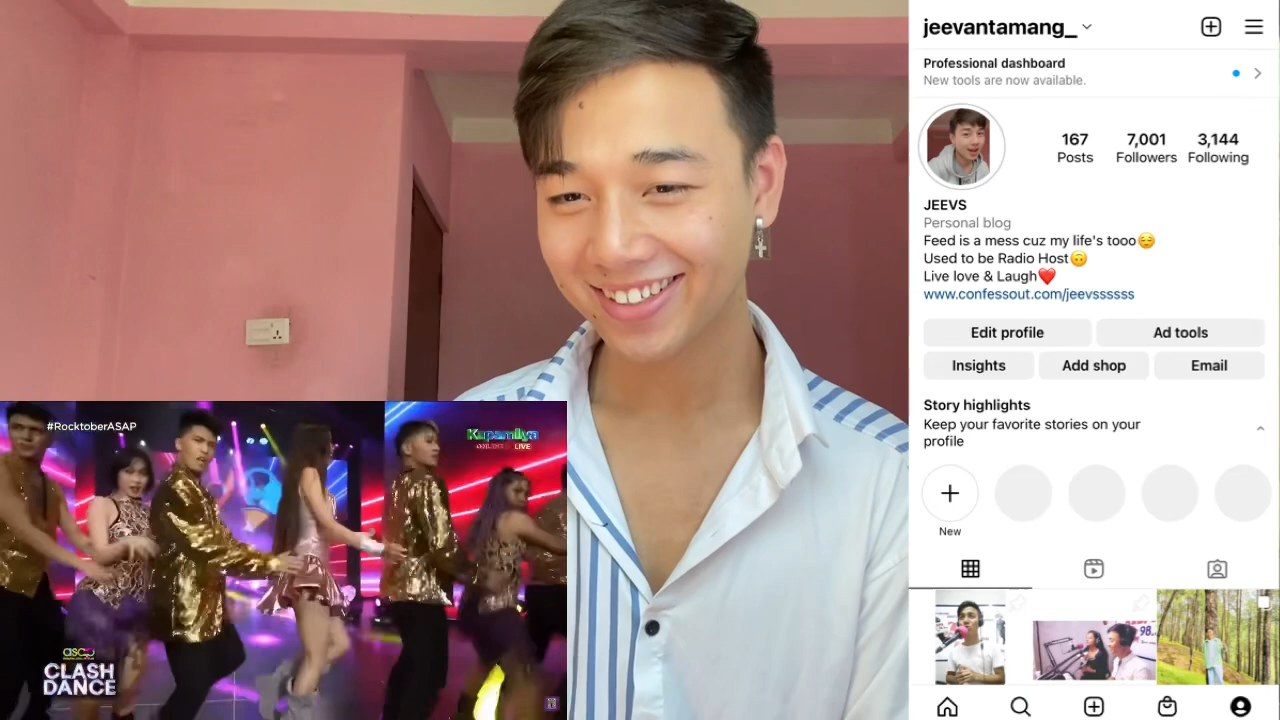 #RocktoberASAP
Kapamilya
ONLINE LIVE
asap
CLASH
DANCE
jeevantamang_
Professional dashboard
New tools are now available.
167
Posts
7,001
Followers
3,144
Following
JEEVS
Personal blog
Feed is a mess cuz my life's tooo😌
Used to be Radio Host🙃
Live love & Laugh❤️
www.confessout.com/jeevssssss
Edit profile
Ad tools
Insights
Add shop
Email
Story highlights
Keep your favorite stories on your
profile
New
98.